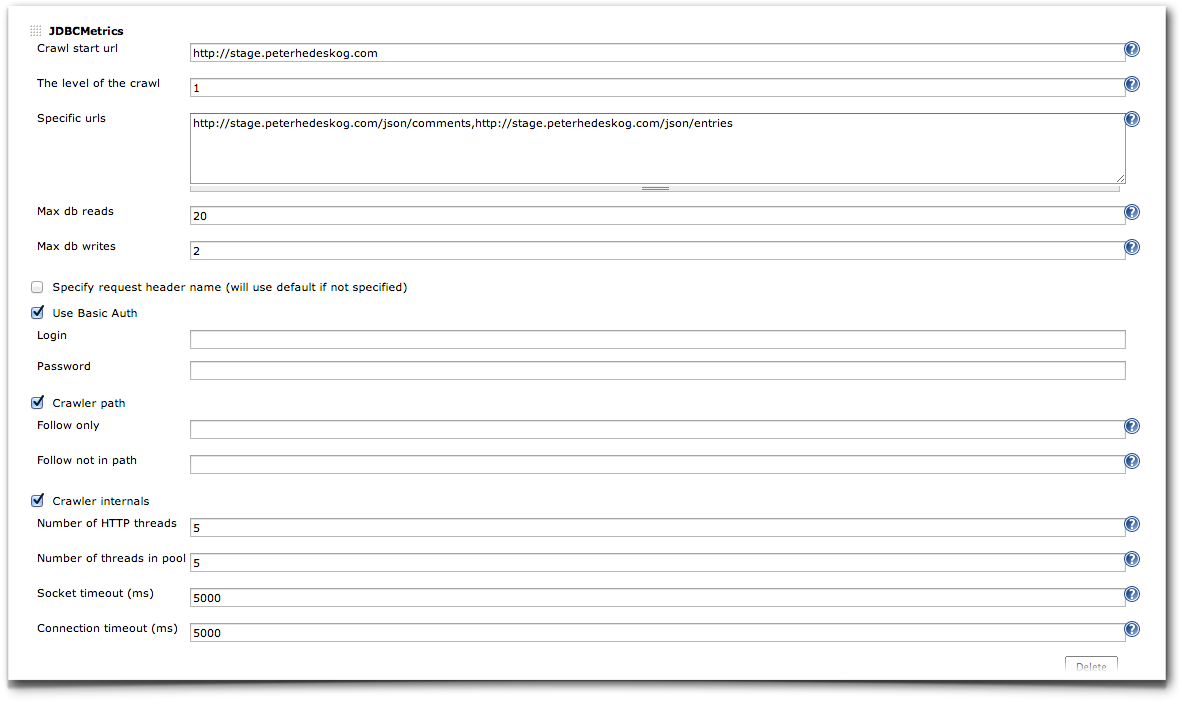 JDBCMetrics
Crawl start url http://stage.peterhedeskog.com
The level of the crawl 1
Specific urls http://stage.peterhedeskog.com/json/comments,http://stage.peterhedeskog.com/json/entries
Max db reads 20
Max db writes 2
Specify request header name (will use default if not specified)
Use Basic Auth
Login
Password
Crawler path
Follow only
Follow not in path
Crawler internals
Number of HTTP threads 5
Number of threads in pool 5
Socket timeout (ms) 5000
Connection timeout (ms) 5000
Delete